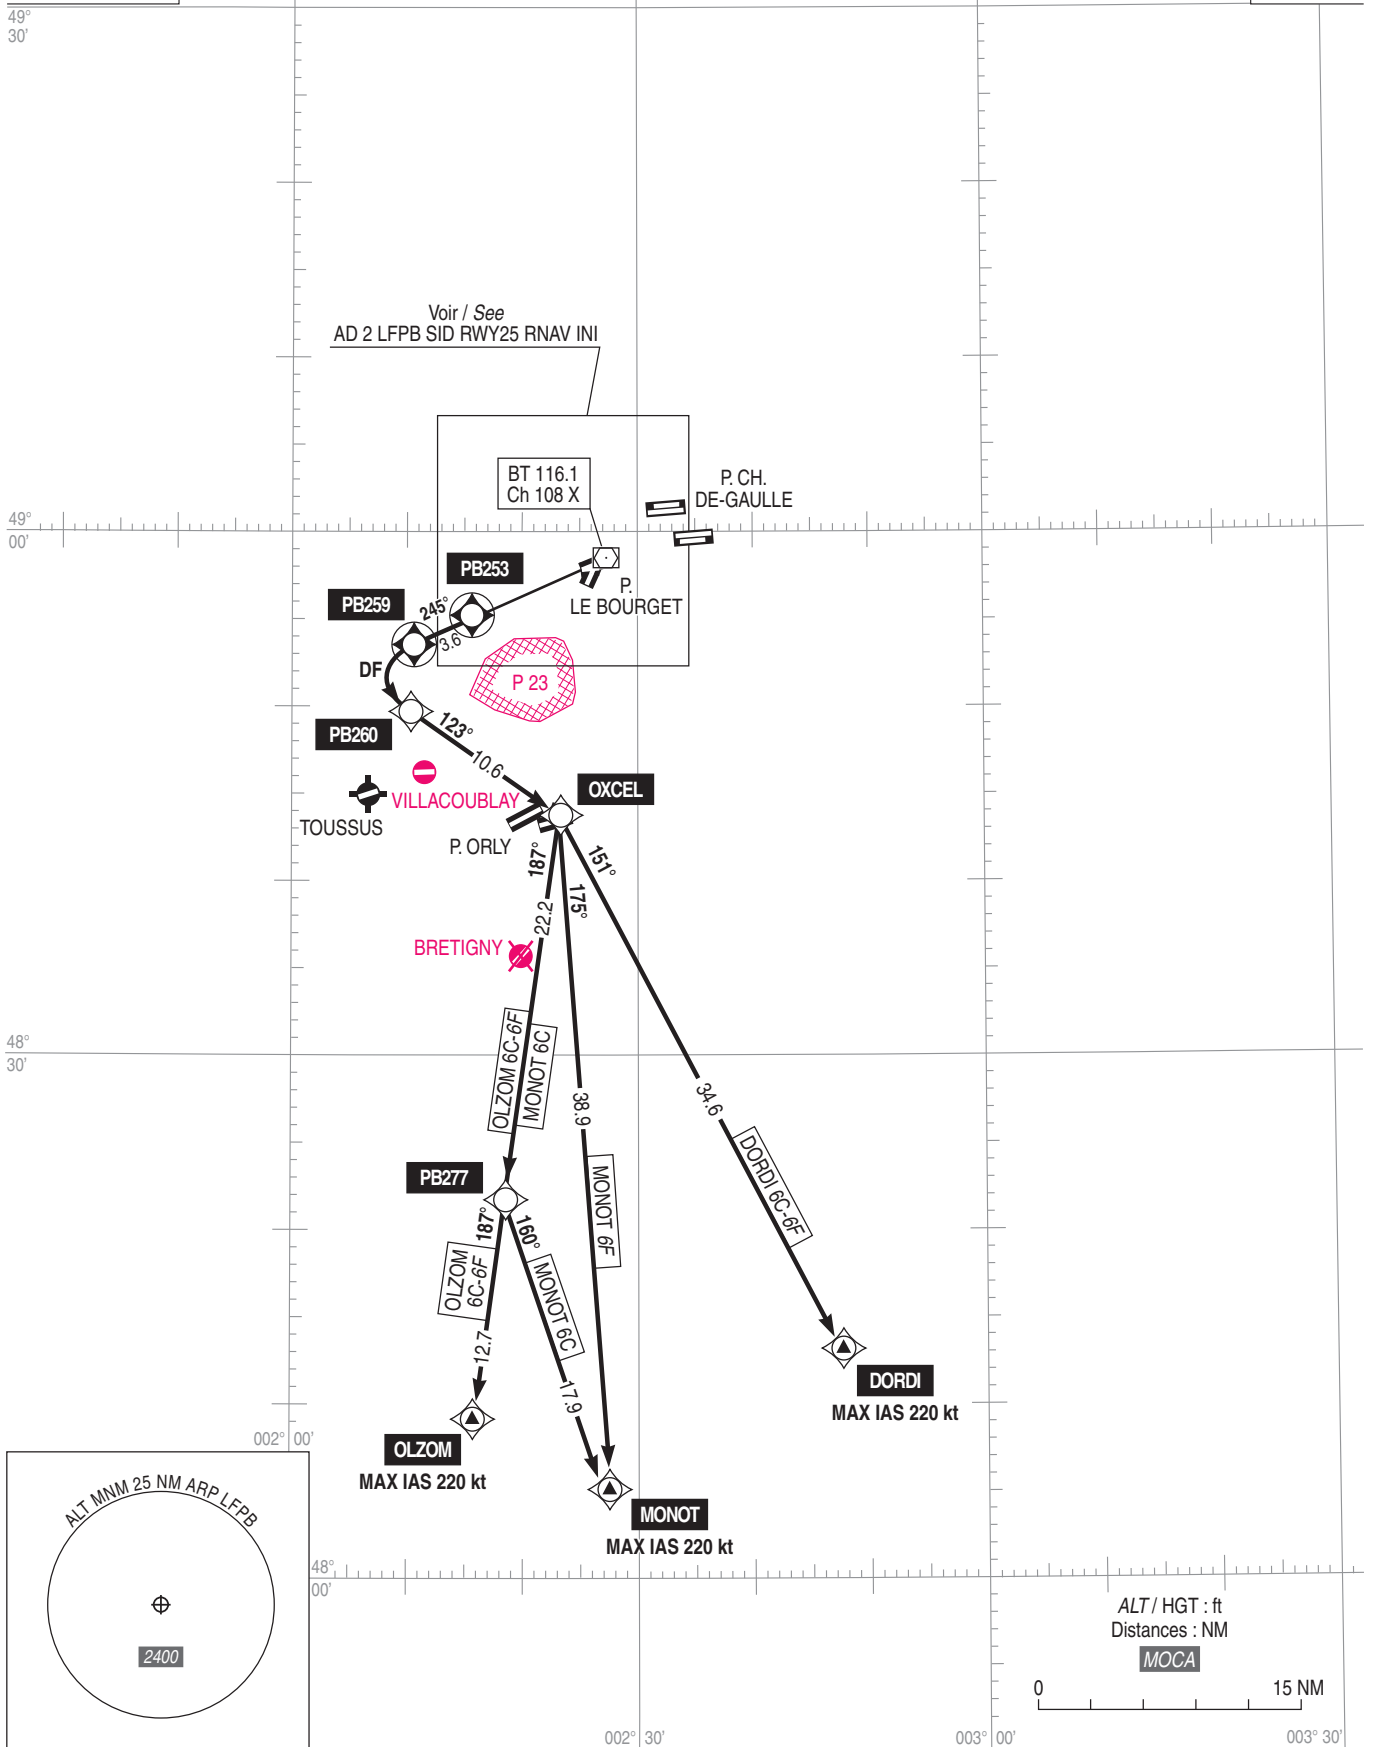 49°
30'
Voir / See
AD 2 LFPB SID RWY25 RNAV INI
BT 116.1
Ch 108 X
P. CH.
DE-GAULLE
49°
00'
PB253
P.
LE BOURGET
PB259
245°
3.6
DF
P 23
PB260
123°
10.6
OXCEL
VILLACOUBLAY
TOUSSUS
P. ORLY
187°
151°
175°
22.2
BRETIGNY
OLZOM 6C-6F
MONOT 6C
48°
30'
38.9
34.6
DORDI 6C-6F
MONOT 6F
PB277
187°
160°
OLZOM
6C-6F
MONOT 6C
12.7
17.9
DORDI
MAX IAS 220 kt
002° 00'
OLZOM
MAX IAS 220 kt
MONOT
MAX IAS 220 kt
ALT MNM 25 NM ARP LFPB
2400
48°
00'
ALT / HGT : ft
Distances : NM
MOCA
0
15 NM
002° 30'
003° 00'
003° 30'